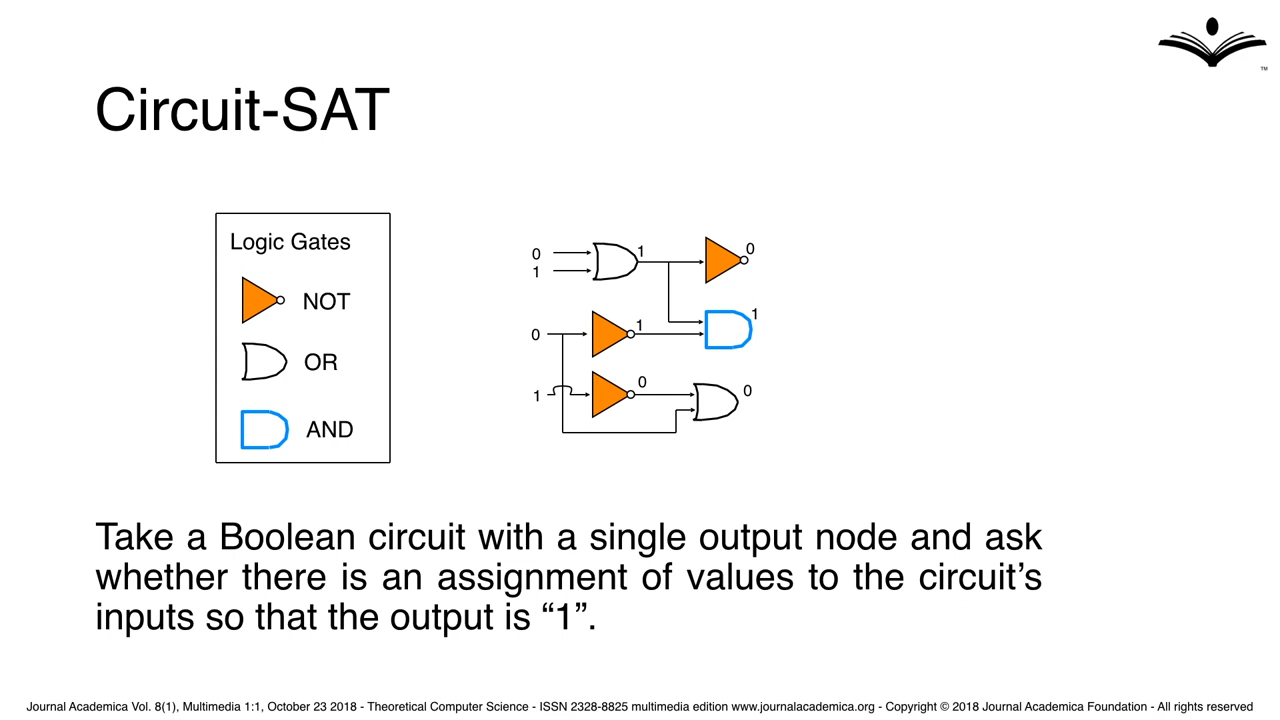 TM
Circuit-SAT
Logic Gates
NOT
OR
AND
0
1
1
0
0
1
1
1
0
0
Take a Boolean circuit with a single output node and ask
whether there is an assignment of values to the circuit’s
inputs so that the output is “1”.
Journal Academica Vol. 8(1), Multimedia 1:1, October 23 2018 - Theoretical Computer Science - ISSN 2328-8825 multimedia edition www.journalacademica.org - Copyright © 2018 Journal Academica Foundation - All rights reserved